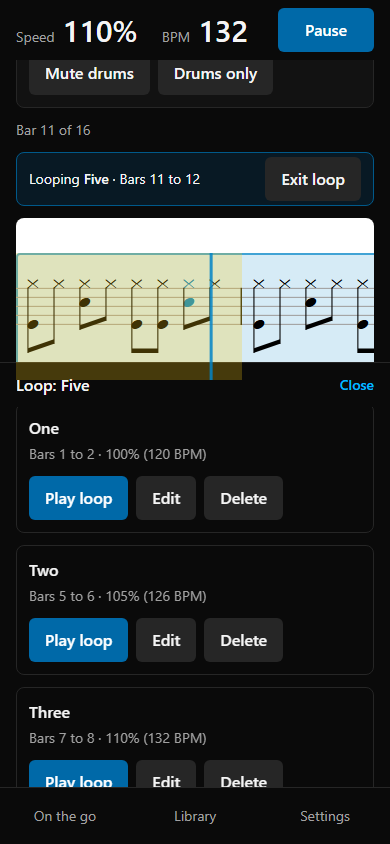 Speed 110% BPM 132 Pause
Mute drums Drums only
Bar 11 of 16
Looping Five · Bars 11 to 12 Exit loop
Loop: Five Close
One
Bars 1 to 2 · 100% (120 BPM)
Play loop Edit Delete
Two
Bars 5 to 6 · 105% (126 BPM)
Play loop Edit Delete
Three
Bars 7 to 8 · 110% (132 BPM)
Play loop Edit Delete
On the go Library Settings